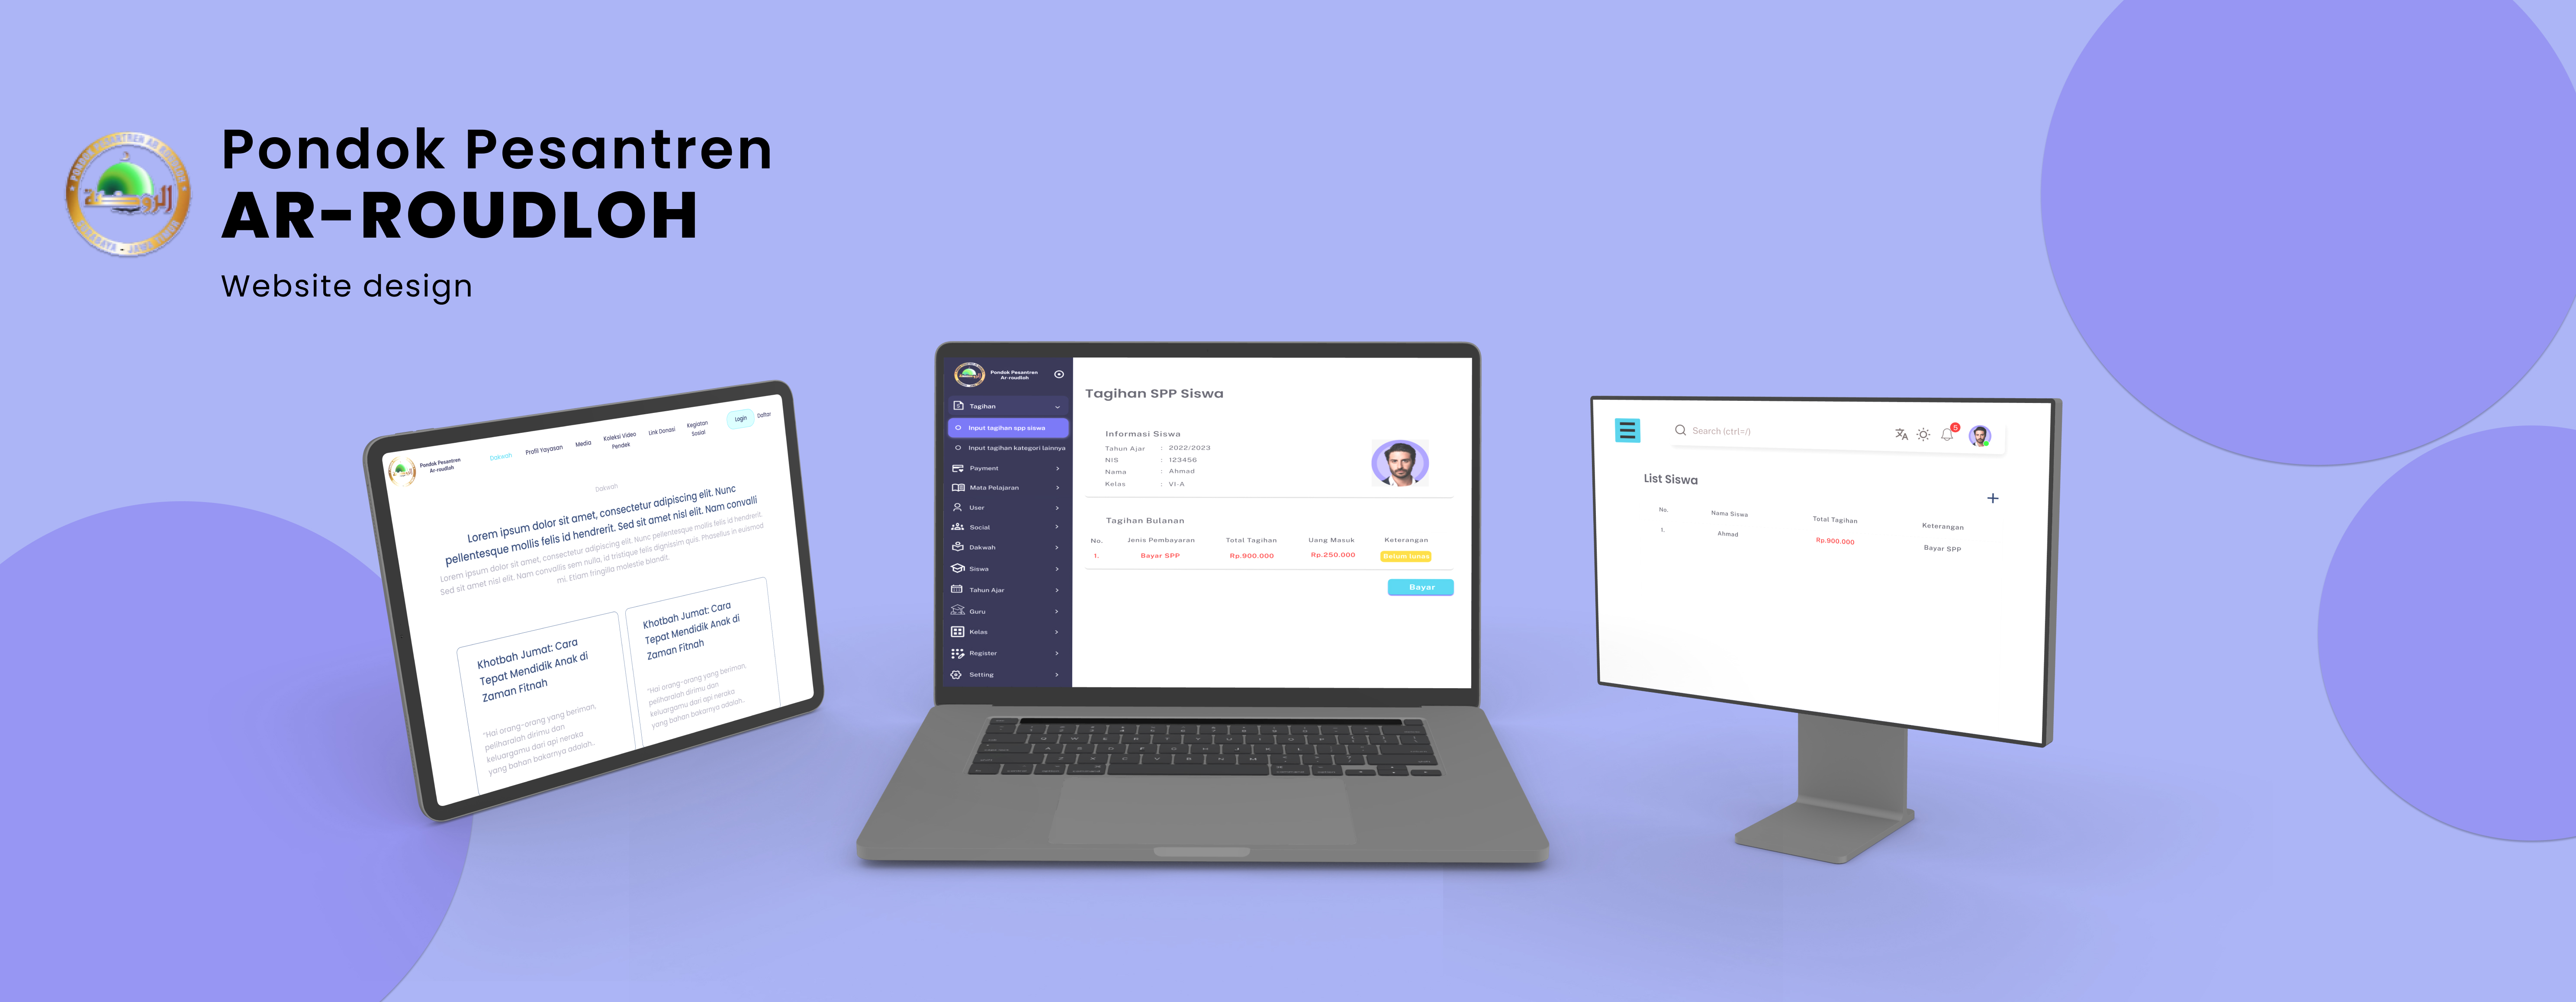 Pondok Pesantren
AR-ROUDLOH
Website design
الروضة
Pondok Pesantren
Ar-roudloh
Dakwah
Profil Yayasan
Media
Koleksi Video
Pendek
Link Donasi
Kegiatan
Sosial
Login
Daftar
Dakwah
Lorem ipsum dolor sit amet, consectetur adipiscing elit. Nunc
pellentesque mollis felis id hendrerit. Sed sit amet nisl elit. Nam convalli
Lorem ipsum dolor sit amet, consectetur adipiscing elit. Nunc pellentesque mollis felis id hendrerit.
Sed sit amet nisl elit. Nam convallis sem nulla, id tristique felis dignissim quis. Phasellus in euismod
mi. Etiam fringilla molestie blandit.
Khotbah Jumat: Cara
Tepat Mendidik Anak di
Zaman Fitnah
"Hai orang-orang yang beriman,
peliharalah dirimu dan
keluargamu dari api neraka
yang bahan bakarnya adalah..
Khotbah Jumat: Cara
Tepat Mendidik Anak di
Zaman Fitnah
"Hai orang-orang yang beriman,
peliharalah dirimu dan
keluargamu dari api neraka
yang bahan bakarnya adalah..
Pondok Pesantren
Ar-roudloh
Tagihan
Input tagihan spp siswa
Input tagihan kategori lainnya
Payment
Mata Pelajaran
User
Social
Dakwah
Siswa
Tahun Ajar
Guru
Kelas
Register
Setting
Tagihan SPP Siswa
Informasi Siswa
Tahun Ajar : 2022/2023
NIS : 123456
Nama : Ahmad
Kelas : VI-A
Tagihan Bulanan
No. Jenis Pembayaran Total Tagihan Uang Masuk Keterangan
1. Bayar SPP Rp.900.000 Rp.250.000 Belum lunas
Bayar
Search (ctrl+/)
5
List Siswa
No. Nama Siswa Total Tagihan Keterangan
1. Ahmad Rp.900.000 Bayar SPP